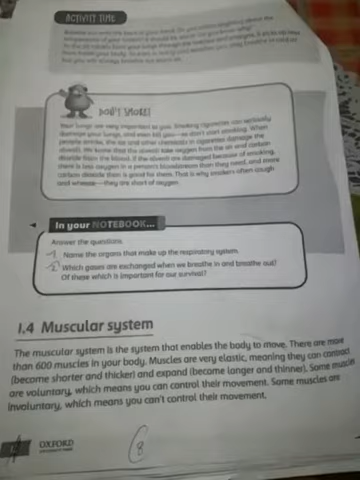 ACTIVITY TIME
DON'T SMOKE!
Your lungs are very important to you. Smoking cigarettes can seriously
damage your lungs, and even kill you—so don't start smoking. When
people smoke, the tar and other chemicals in cigarettes damage the
alveoli. We know that the alveoli take oxygen from the air and carbon
dioxide from the blood. If the alveoli are damaged because of smoking,
there is less oxygen in a person's bloodstream than they need, and more
carbon dioxide than is good for them. That is why smokers often cough
and wheeze—they are short of oxygen.
In your NOTEBOOK...
Answer the questions.
1 Name the organs that make up the respiratory system.
2 Which gases are exchanged when we breathe in and breathe out?
Of these which is important for our survival?
1.4 Muscular system
The muscular system is the system that enables the body to move. There are more
than 600 muscles in your body. Muscles are very elastic, meaning they can contract
(become shorter and thicker) and expand (become longer and thinner). Some muscles
are voluntary, which means you can control their movement. Some muscles are
involuntary, which means you can't control their movement.
OXFORD
8